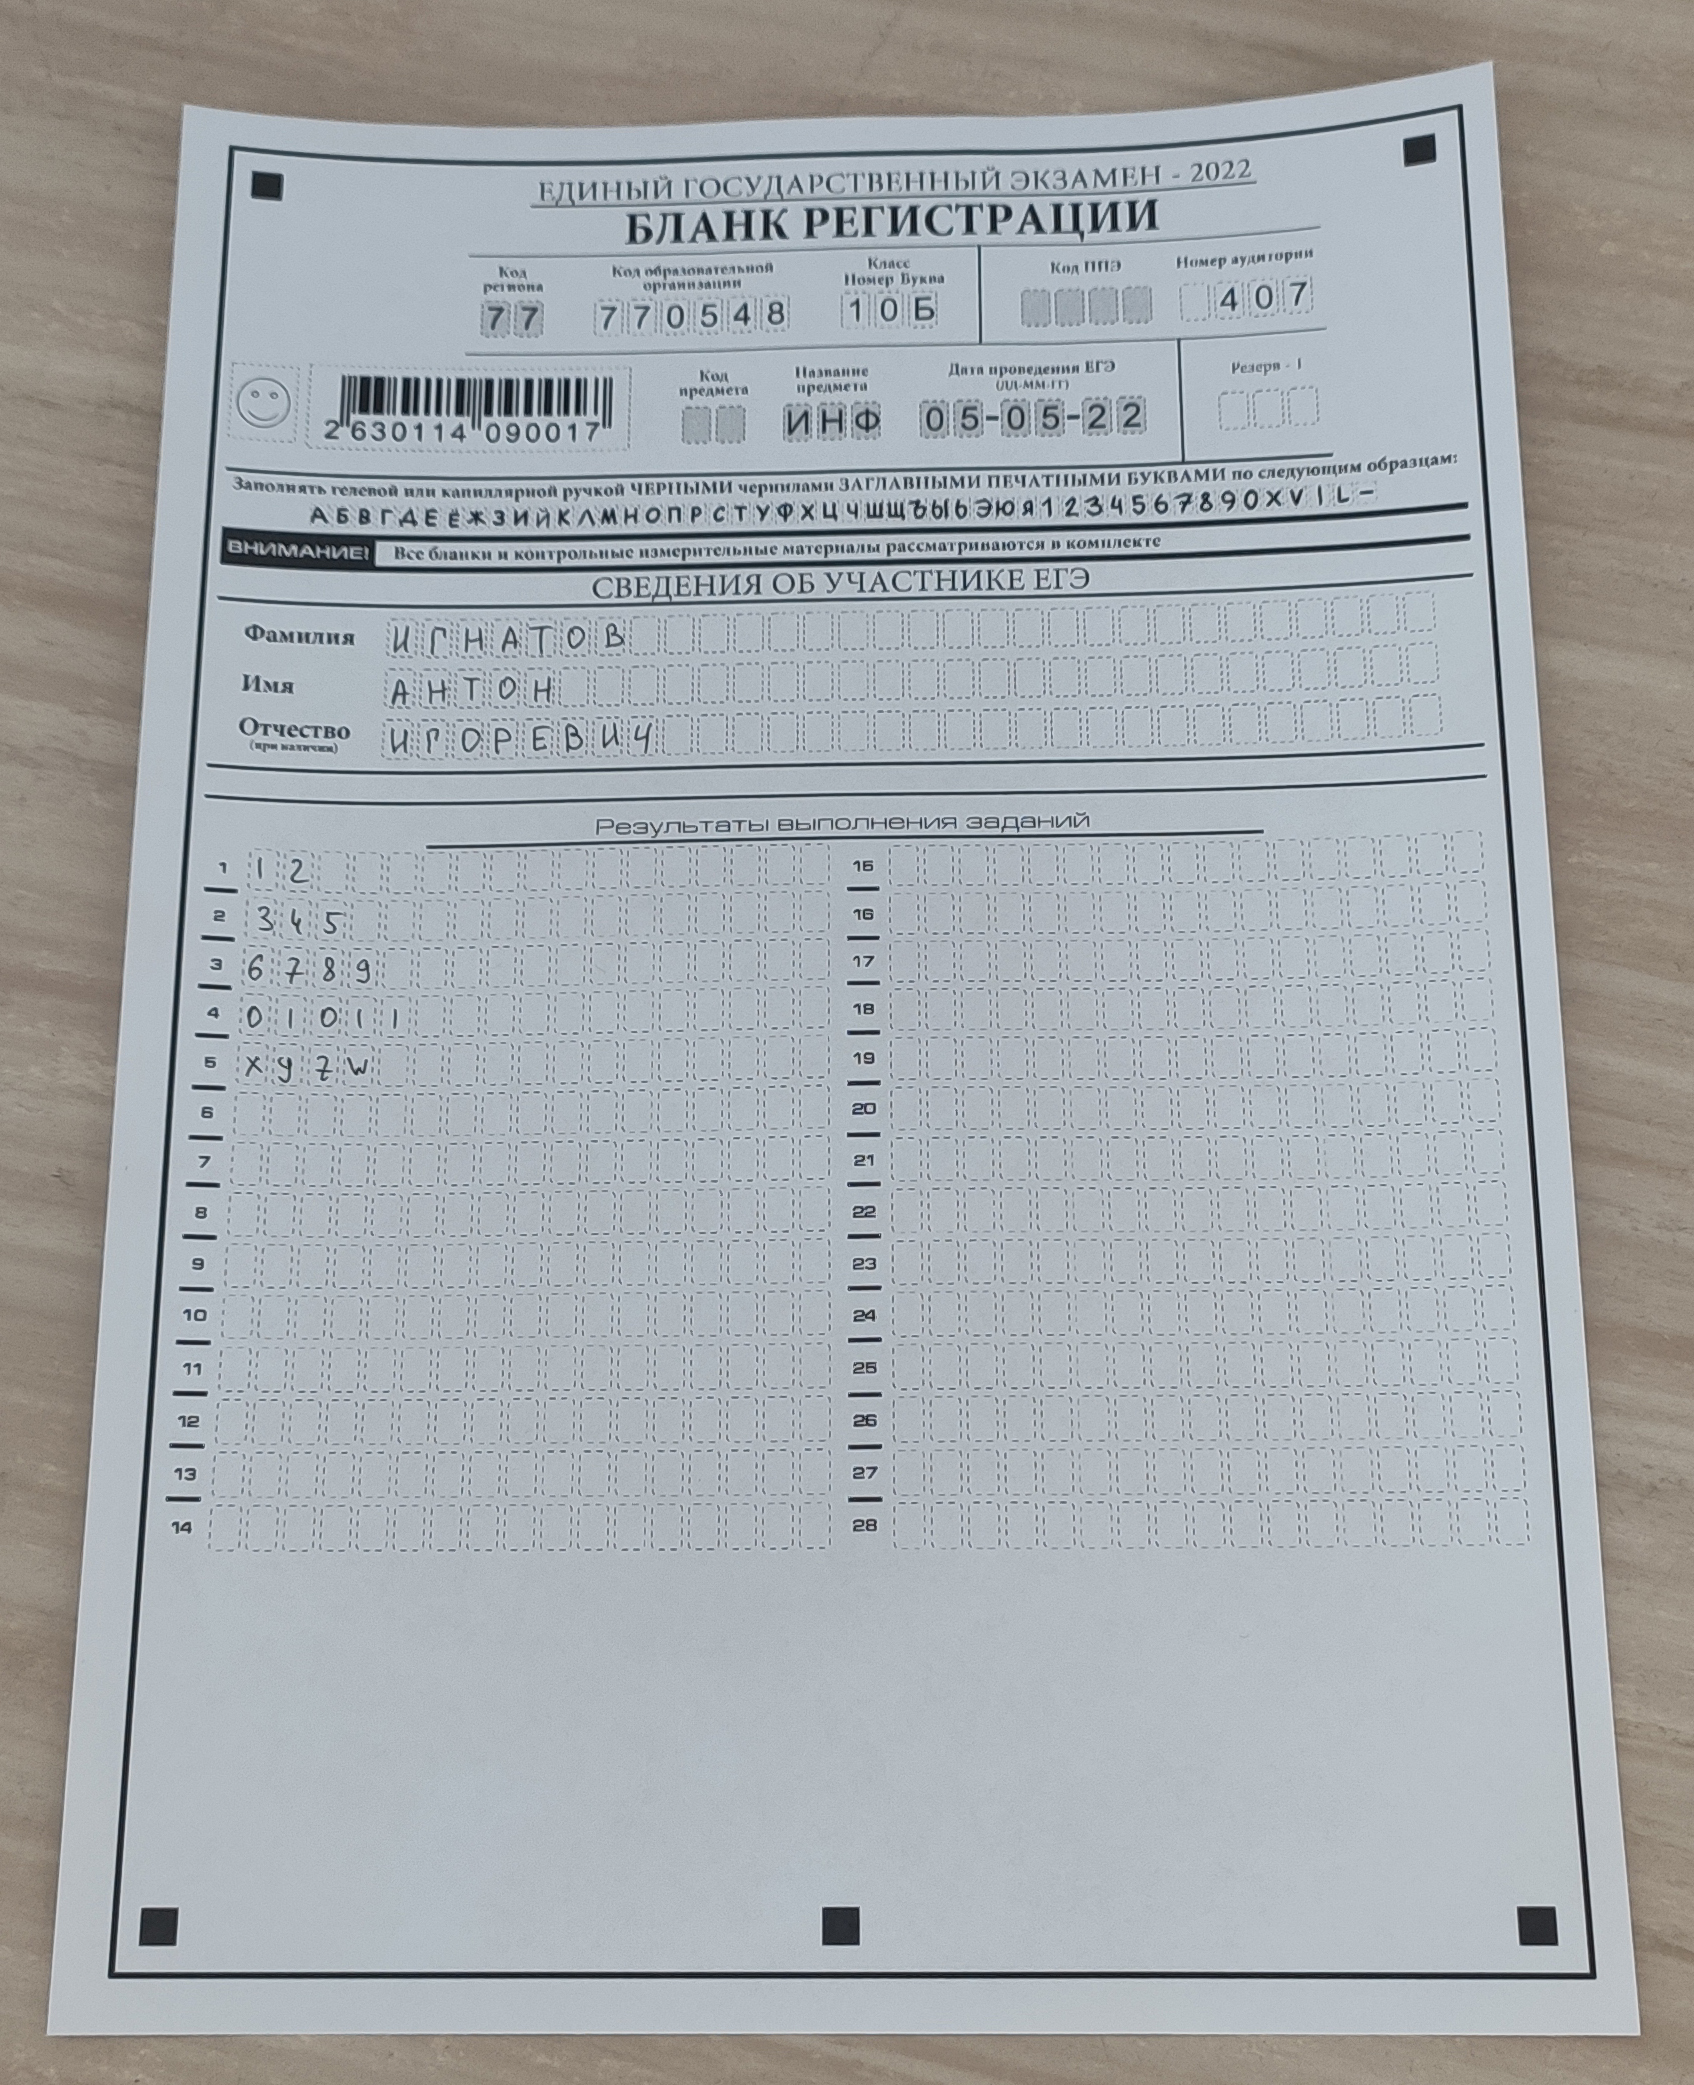 ЕДИНЫЙ ГОСУДАРСТВЕННЫЙ ЭКЗАМЕН - 2022
БЛАНК РЕГИСТРАЦИИ
Код региона Код образовательной организации Класс Номер Буква Код ППЭ Номер аудитории
77 770548 10Б 407
Код предмета Название предмета Дата проведения ЕГЭ (ДД-ММ-ГГ) Резерв - 1
ИНФ 05-05-22
2630114090017
Заполнять гелевой или капиллярной ручкой ЧЕРНЫМИ чернилами ЗАГЛАВНЫМИ ПЕЧАТНЫМИ БУКВАМИ по следующим образцам:
А Б В Г Д Е Ё Ж З И Й К Л М Н О П Р С Т У Ф Х Ц Ч Ш Щ Ъ Ы Ь Э Ю Я 1 2 3 4 5 6 7 8 9 0 X V I L -
ВНИМАНИЕ! Все бланки и контрольные измерительные материалы рассматриваются в комплекте
СВЕДЕНИЯ ОБ УЧАСТНИКЕ ЕГЭ
Фамилия ИГНАТОВ
Имя АНТОН
Отчество ИГОРЕВИЧ
(при наличии)
Результаты выполнения заданий
1 12 15
2 345 16
3 6789 17
4 01011 18
5 xyzw 19
6 20
7 21
8 22
9 23
10 24
11 25
12 26
13 27
14 28